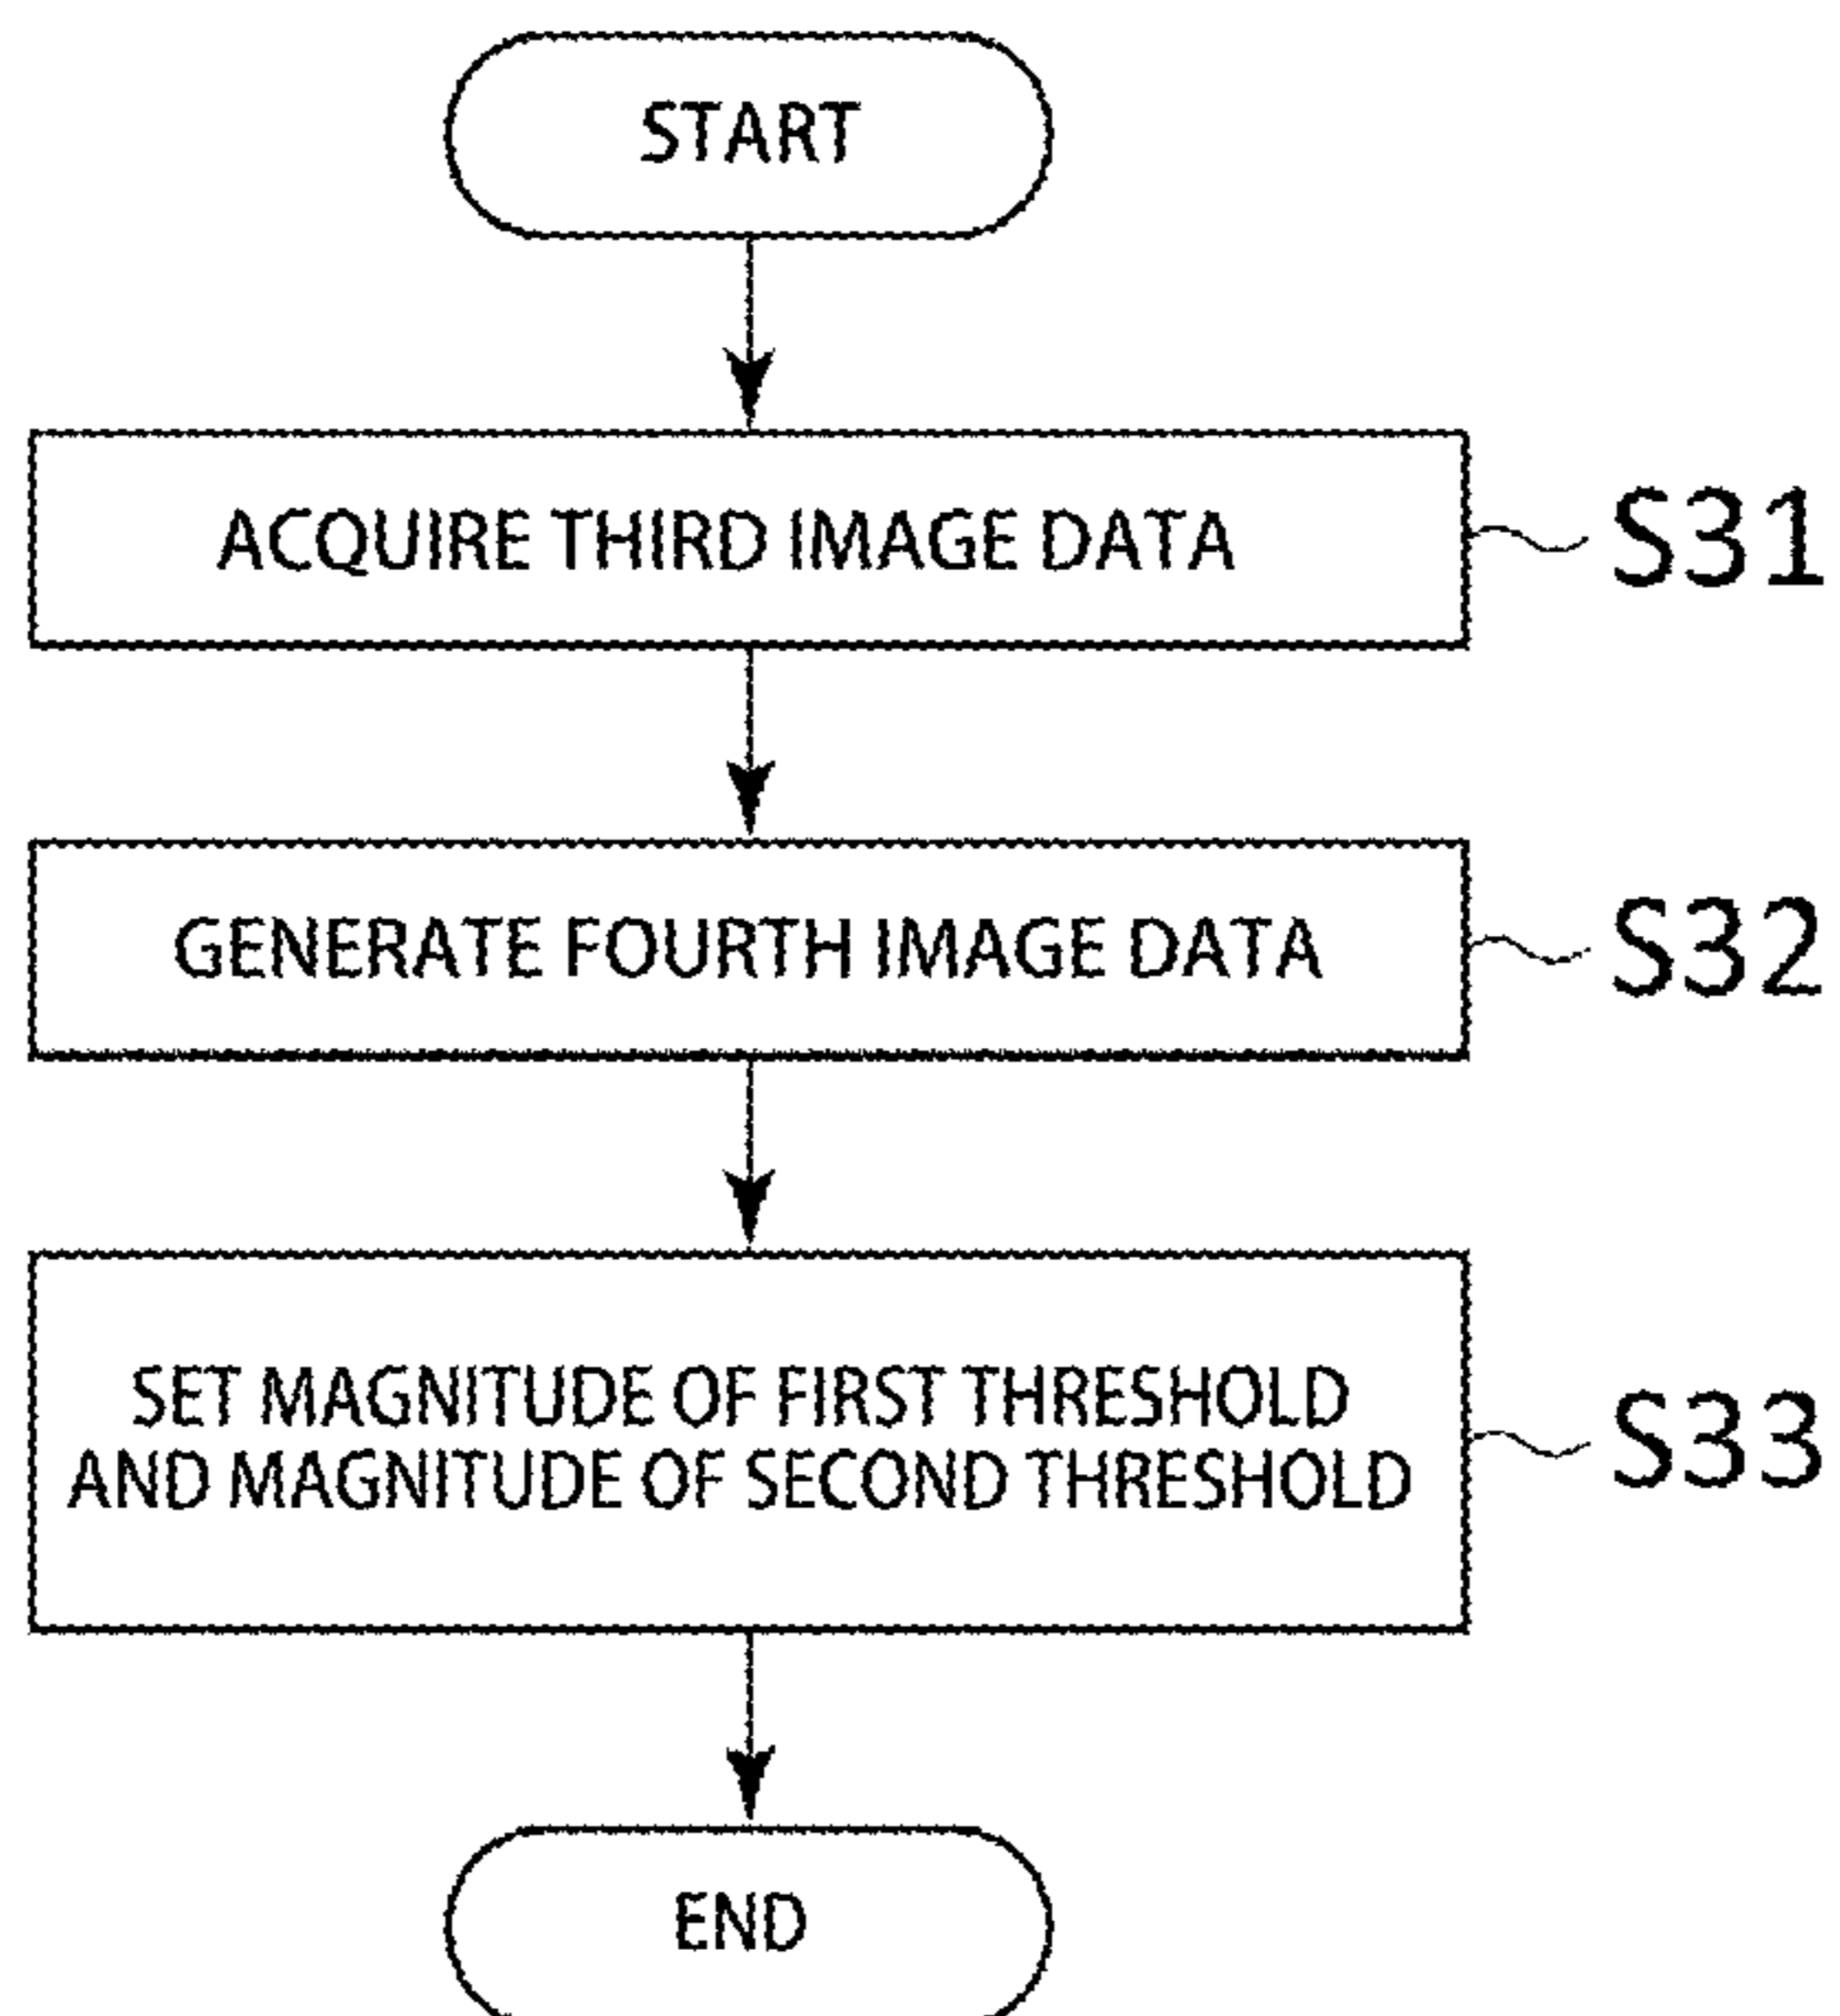 START
ACQUIRE THIRD IMAGE DATA
S31
GENERATE FOURTH IMAGE DATA
S32
SET MAGNITUDE OF FIRST THRESHOLD
AND MAGNITUDE OF SECOND THRESHOLD
S33
END